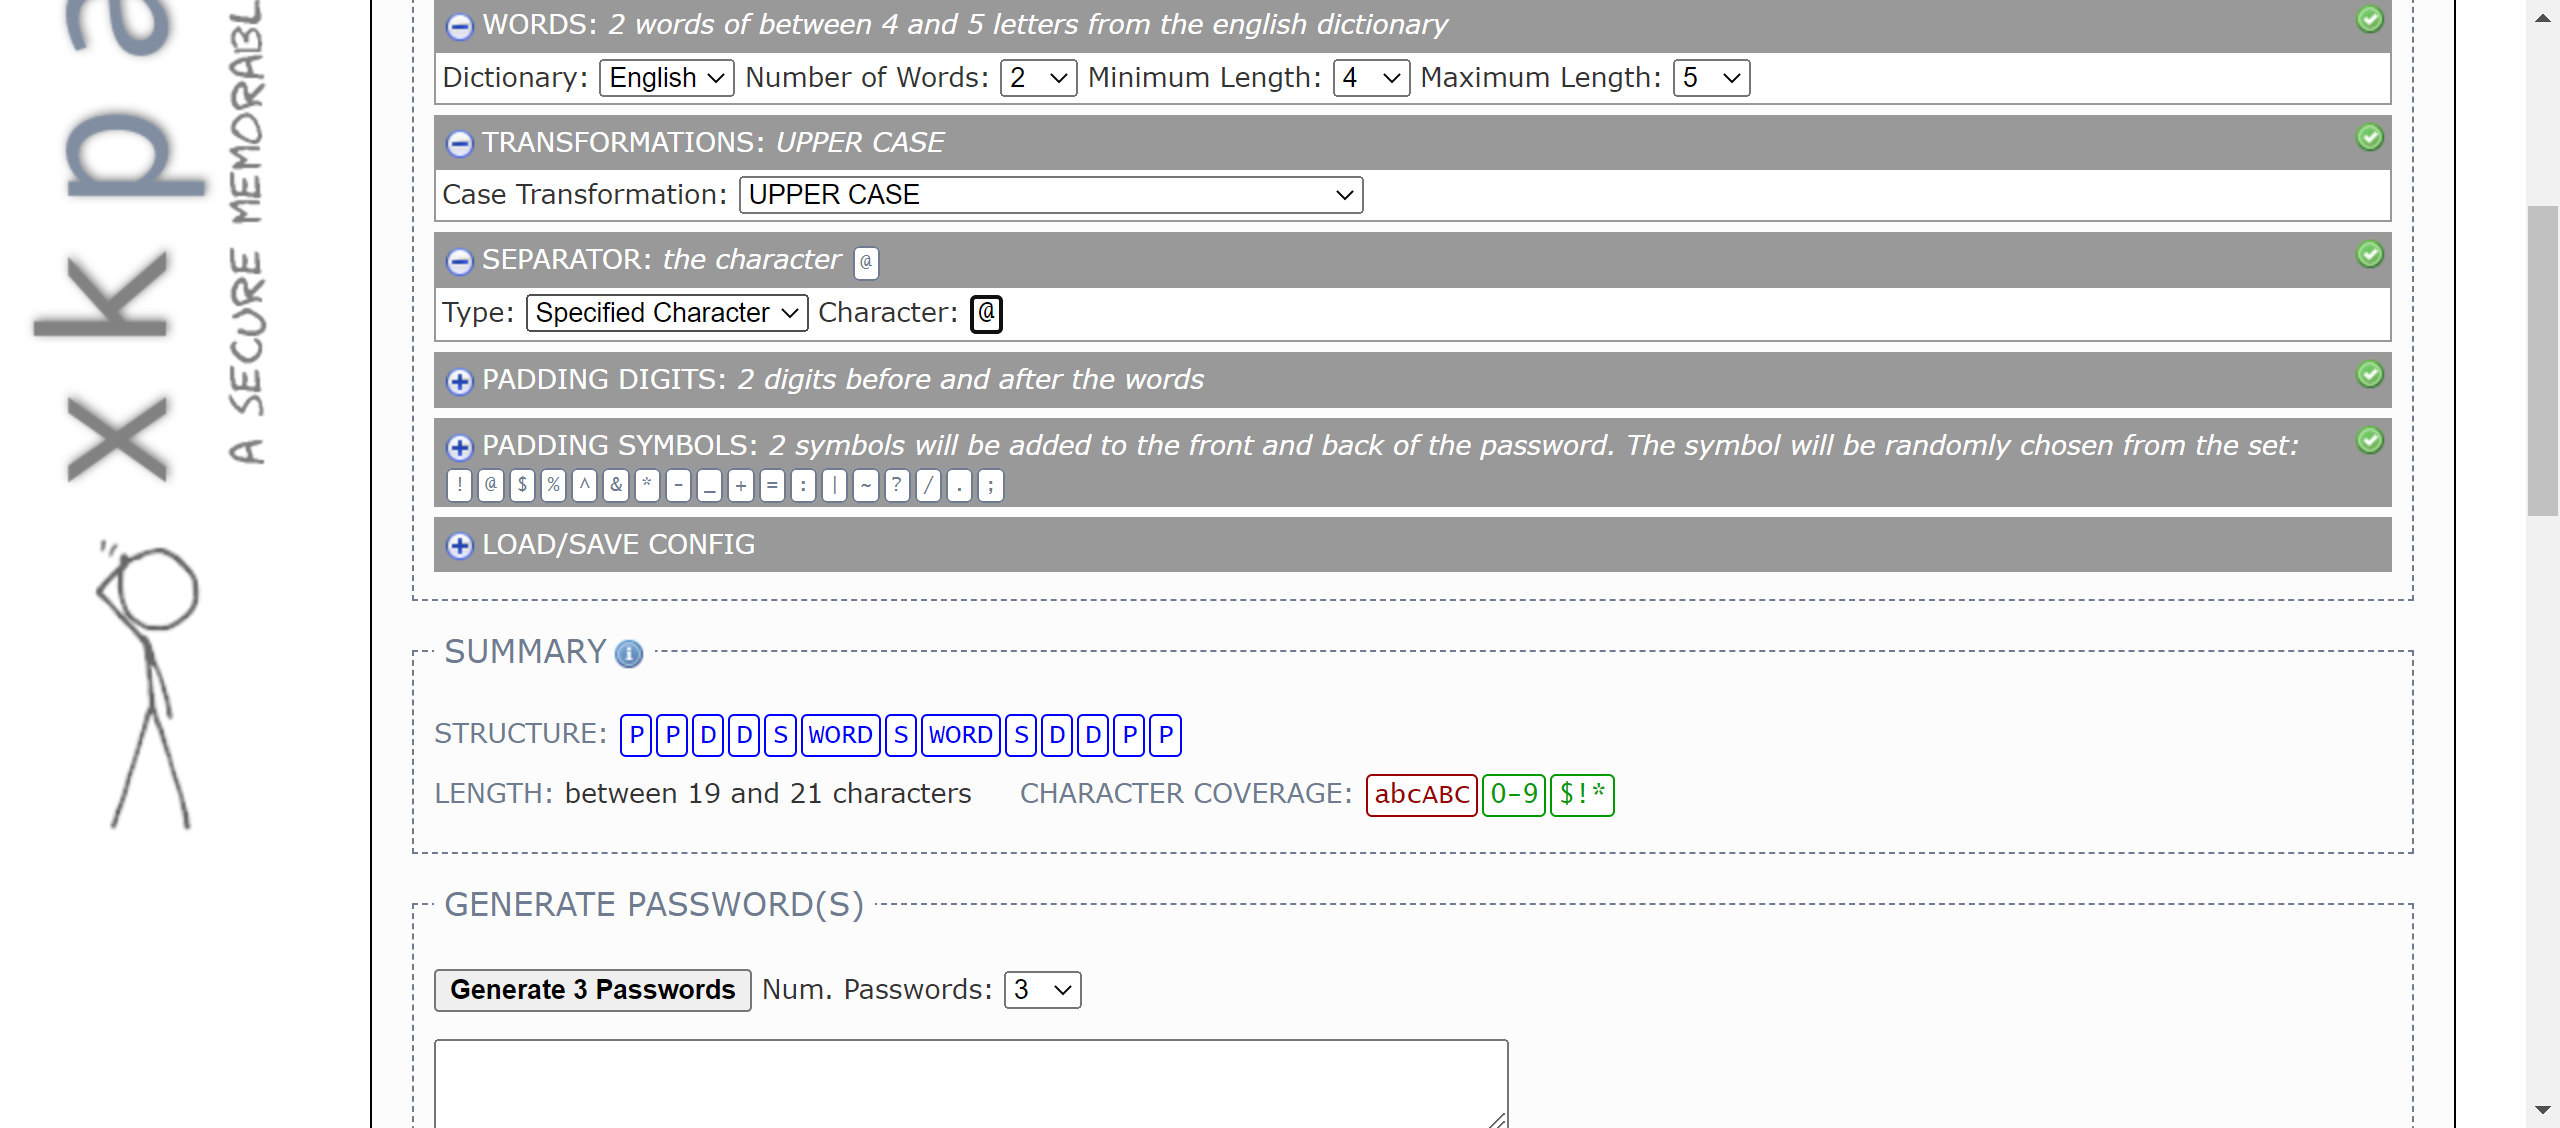 WORDS: 2 words of between 4 and 5 letters from the english dictionary
Dictionary: English Number of Words: 2 Minimum Length: 4 Maximum Length: 5
TRANSFORMATIONS: UPPER CASE
Case Transformation: UPPER CASE
SEPARATOR: the character @
Type: Specified Character Character: @
PADDING DIGITS: 2 digits before and after the words
PADDING SYMBOLS: 2 symbols will be added to the front and back of the password. The symbol will be randomly chosen from the set:
! @ $ % ^ & * - _ + = : | ~ ? / . ;
LOAD/SAVE CONFIG
SUMMARY
STRUCTURE: P P D D S WORD S WORD S D D P P
LENGTH: between 19 and 21 characters CHARACTER COVERAGE: abcABC 0-9 $!*
GENERATE PASSWORD(S)
Generate 3 Passwords Num. Passwords: 3
xkpa
A SECURE MEMORABL